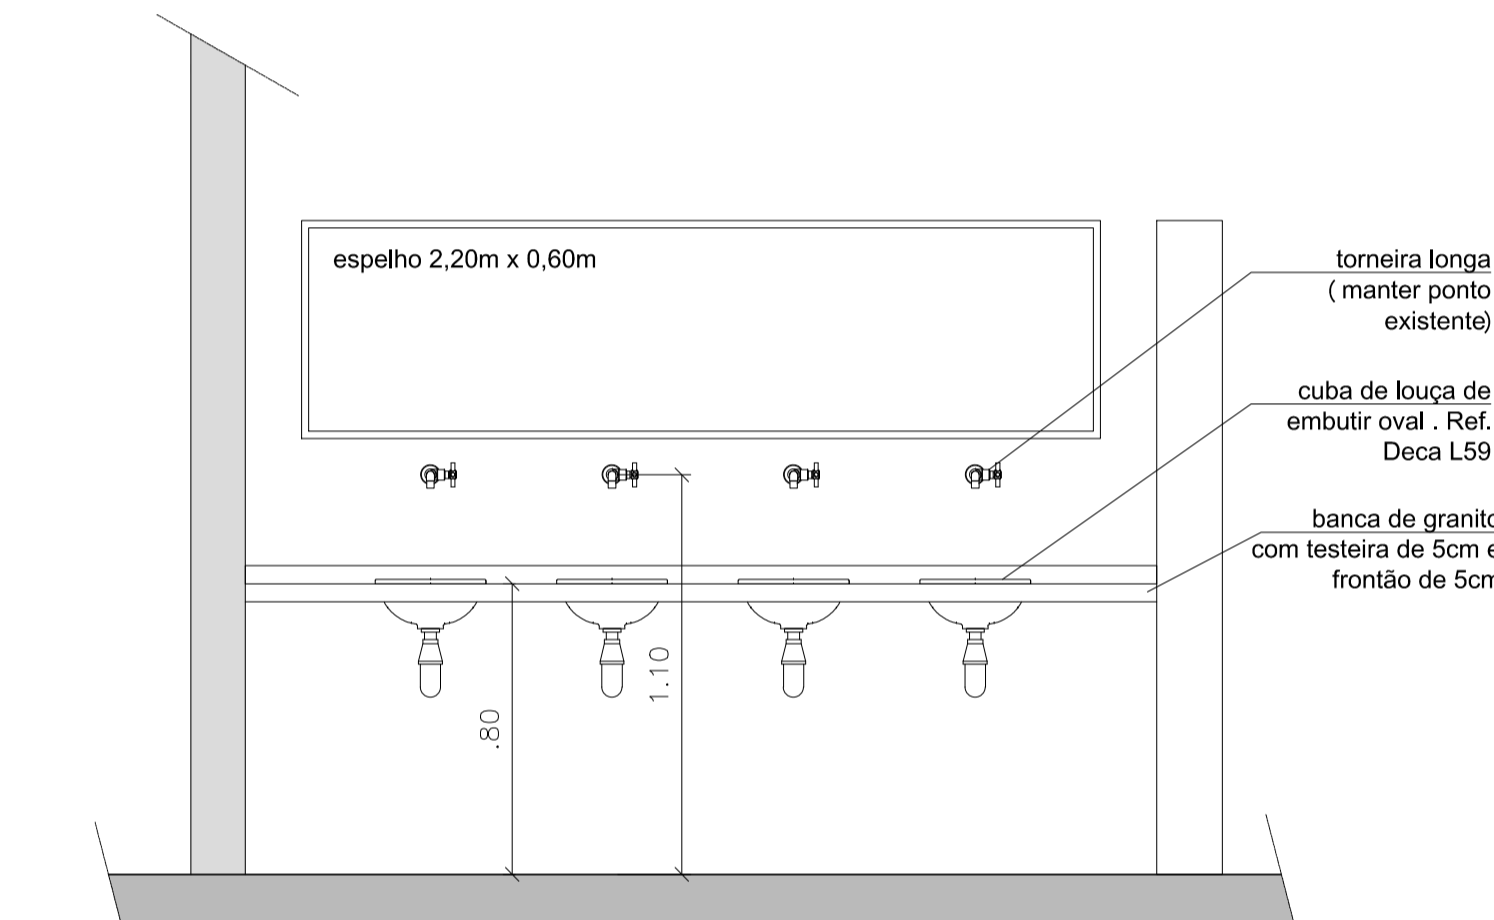 espelho 2,20m x 0,60m
torneira longa
( manter ponto
existente)
cuba de louça de
embutir oval . Ref.
Deca L59
banca de granito
com testeira de 5cm e
frontão de 5cm
1.10
.80